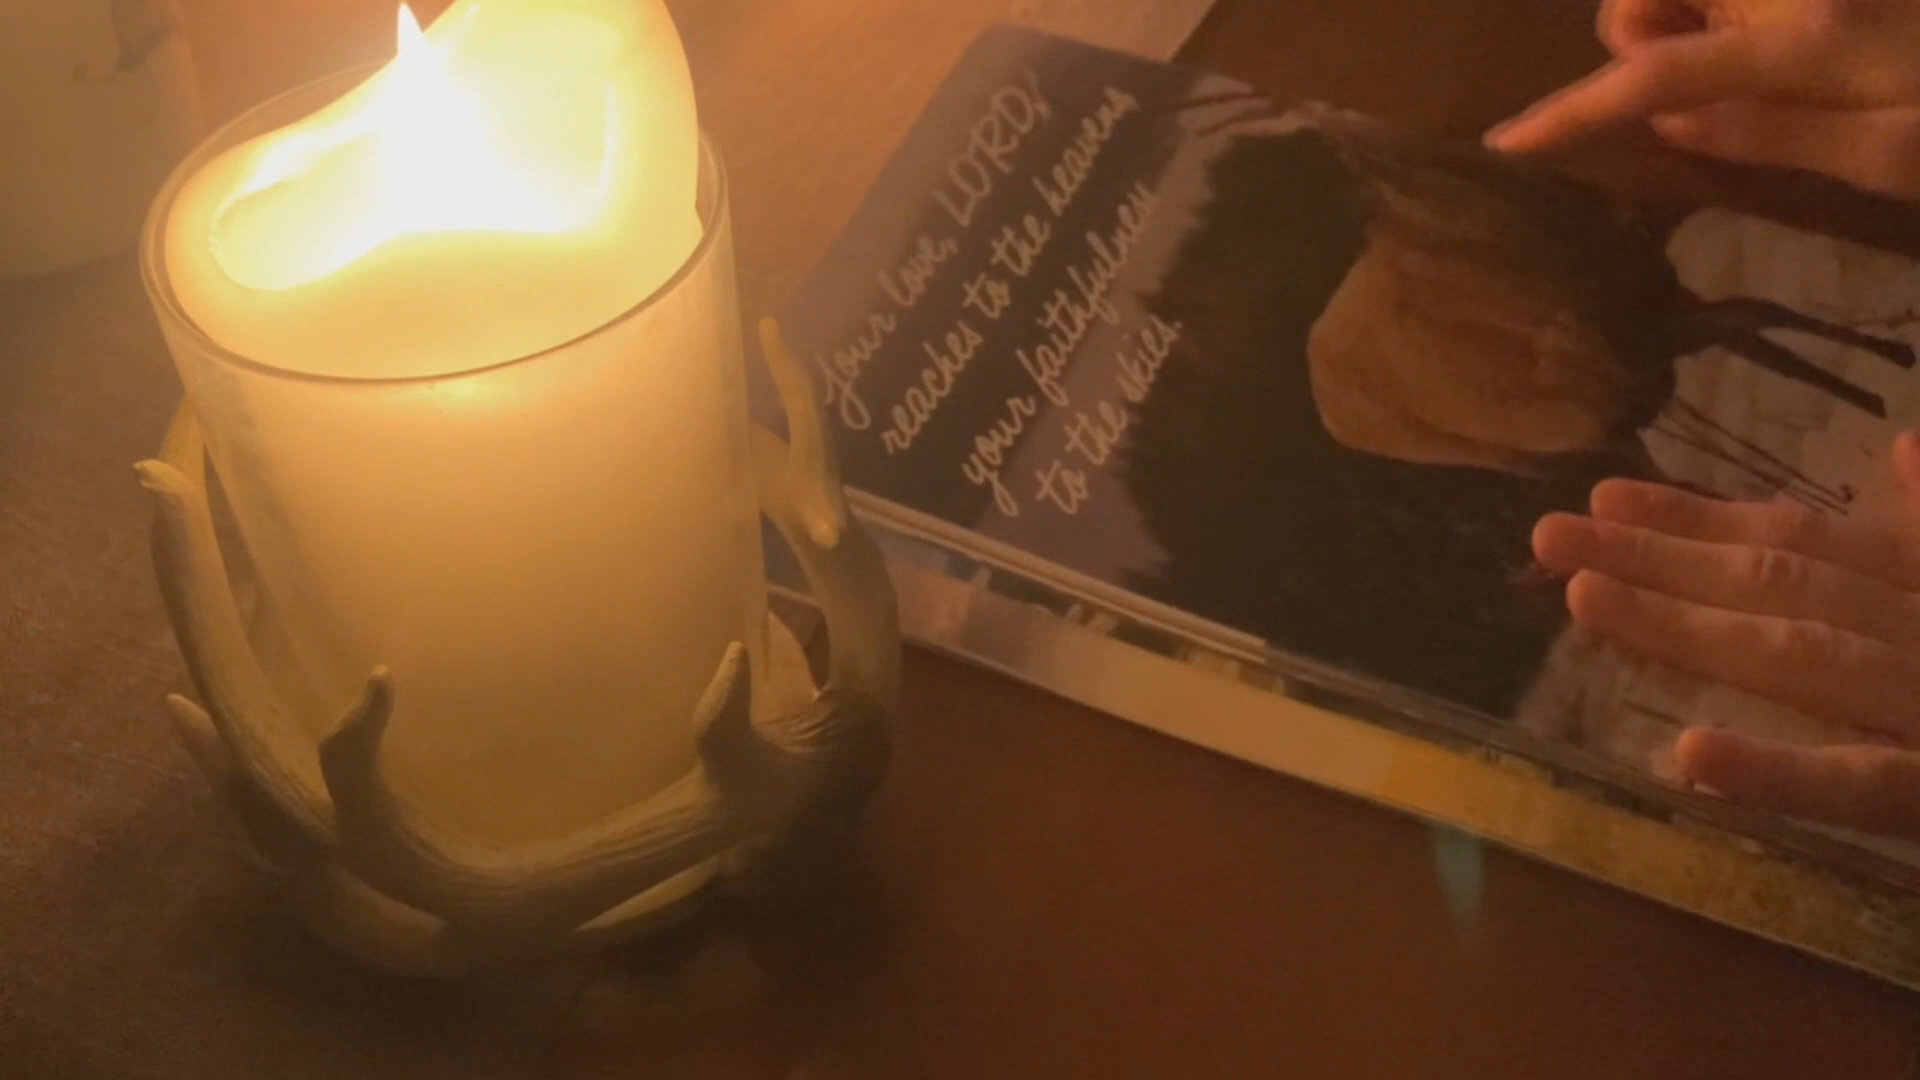 Your love, LORD,
reaches to the heavens,
your faithfulness
to the skies.